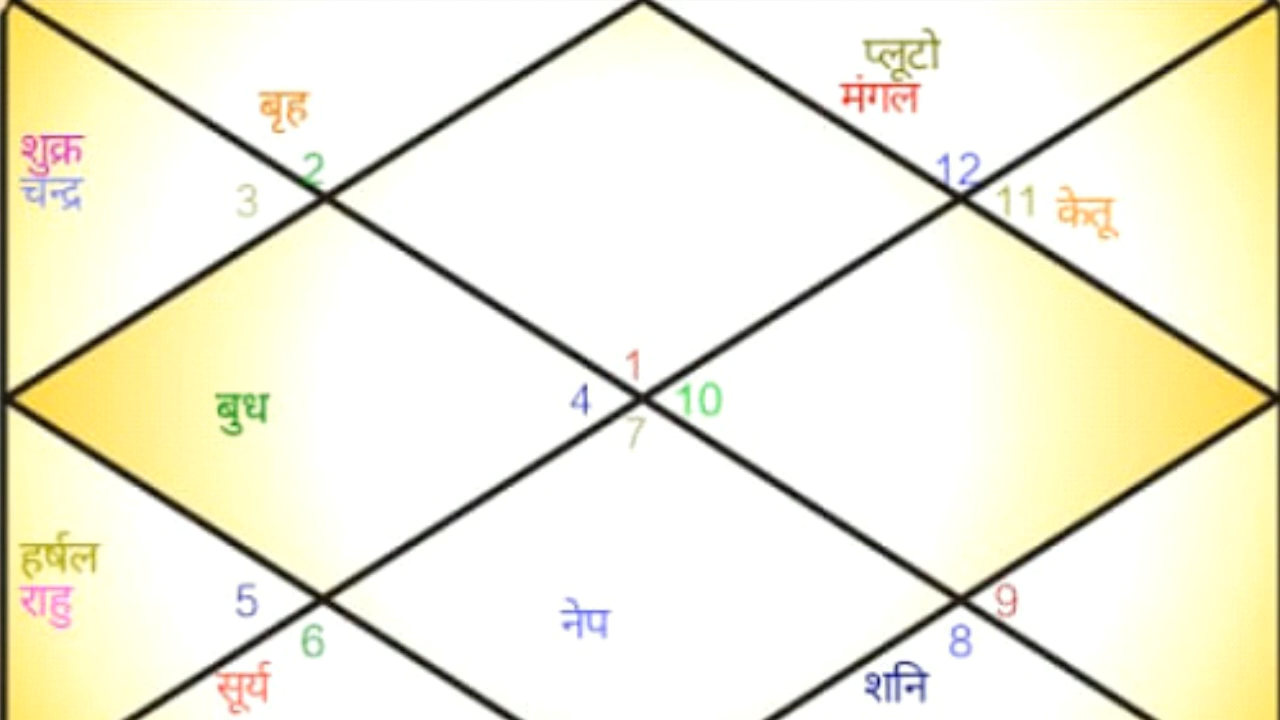 प्लूटो
मंगल
बृह
शुक्र
चन्द्र
2
12
3
11 केतू
1
4
10
बुध
7
हर्षल
राहु
5
9
नेप
6
8
सूर्य
शनि